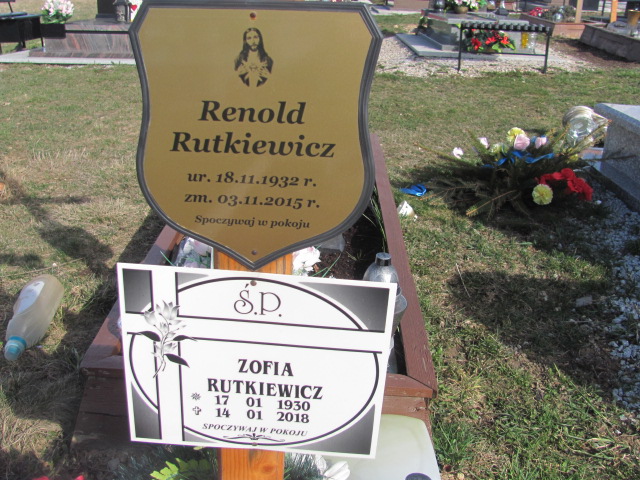 Renold
Rutkiewicz
ur. 18.11.1932 r.
zm. 03.11.2015 r.
Spoczywaj w pokoju
Ś.P.
ZOFIA
RUTKIEWICZ
17 01 1930
14 01 2018
SPOCZYWAJ W POKOJU